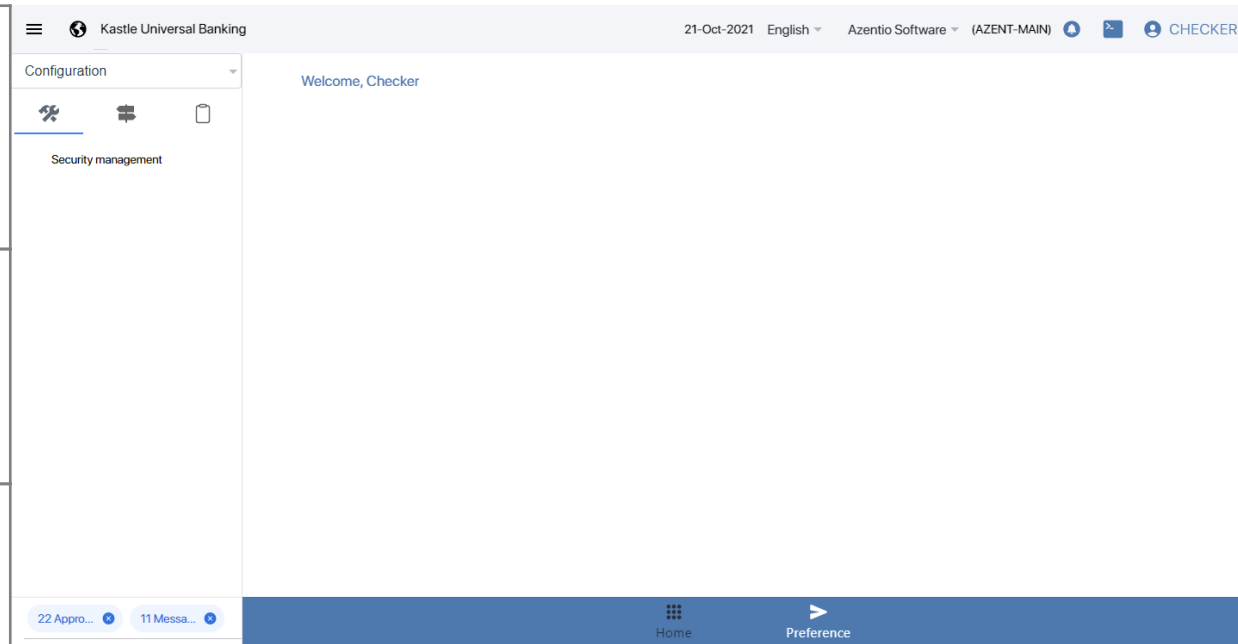 Kastle Universal Banking
21-Oct-2021 English Azentio Software (AZENT-MAIN) CHECKER
Configuration
Welcome, Checker
Security management
22 Appro... 11 Messa...
Home Preference